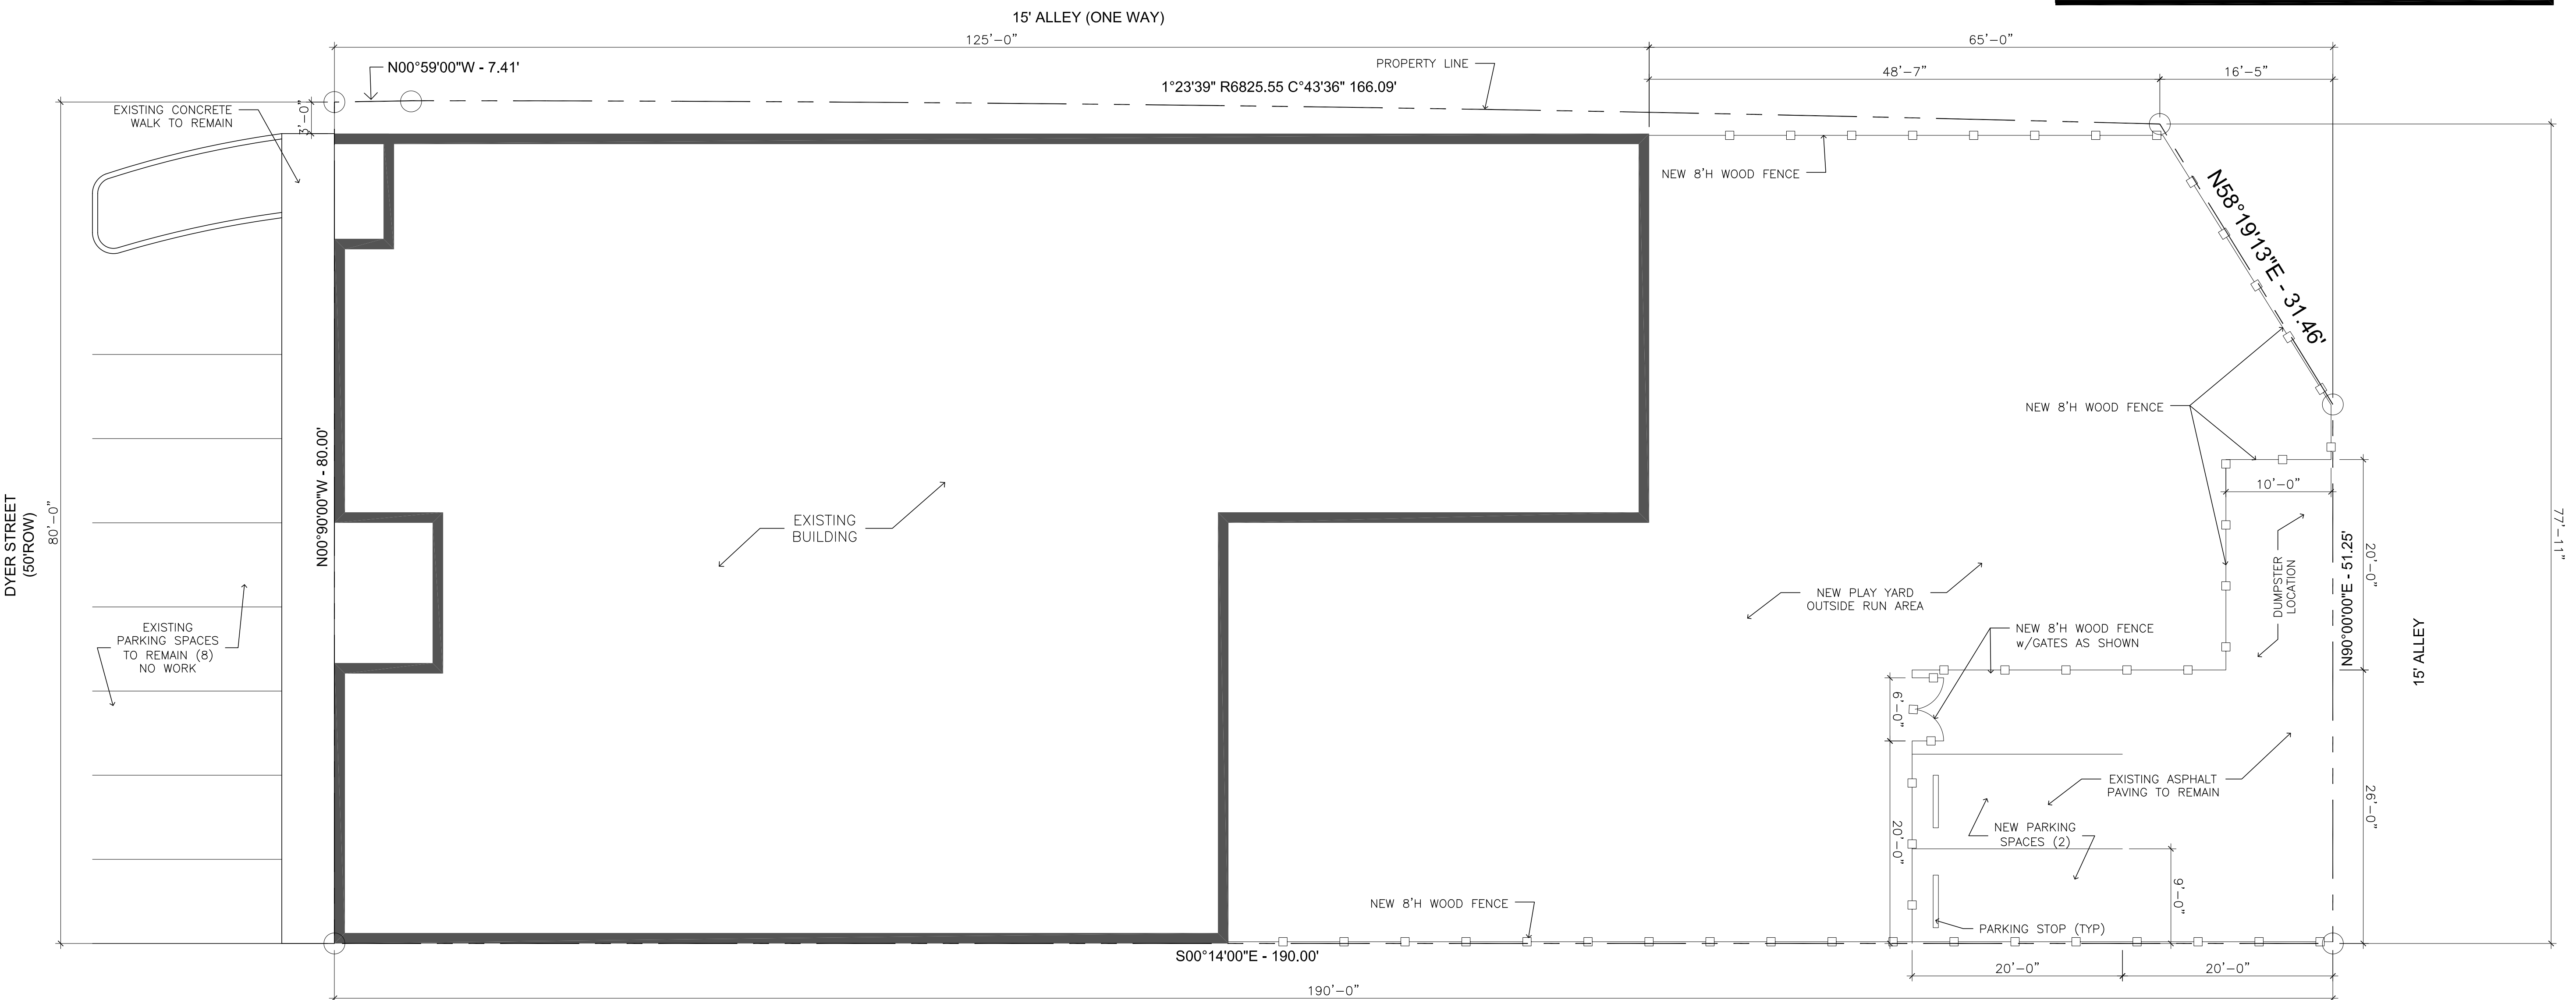 15' ALLEY (ONE WAY)
125'-0"
65'-0"
48'-7"
16'-5"
N00°59'00"W - 7.41'
PROPERTY LINE
1°23'39" R6825.55 C°43'36" 166.09'
EXISTING CONCRETE
WALK TO REMAIN
3'-0"
NEW 8'H WOOD FENCE
N58°19'13"E - 31.46'
NEW 8'H WOOD FENCE
10'-0"
N00°90'00"W - 80.00'
DYER STREET
(50'ROW)
80'-0"
EXISTING
BUILDING
77'-11"
20'-0"
N90°00'00"E - 51.25'
DUMPSTER
LOCATION
15' ALLEY
NEW PLAY YARD
OUTSIDE RUN AREA
NEW 8'H WOOD FENCE
w/GATES AS SHOWN
EXISTING
PARKING SPACES
TO REMAIN (8)
NO WORK
6'-0"
EXISTING ASPHALT
PAVING TO REMAIN
26'-0"
20'-0"
NEW PARKING
SPACES (2)
9'-0"
NEW 8'H WOOD FENCE
PARKING STOP (TYP)
S00°14'00"E - 190.00'
20'-0"
20'-0"
190'-0"